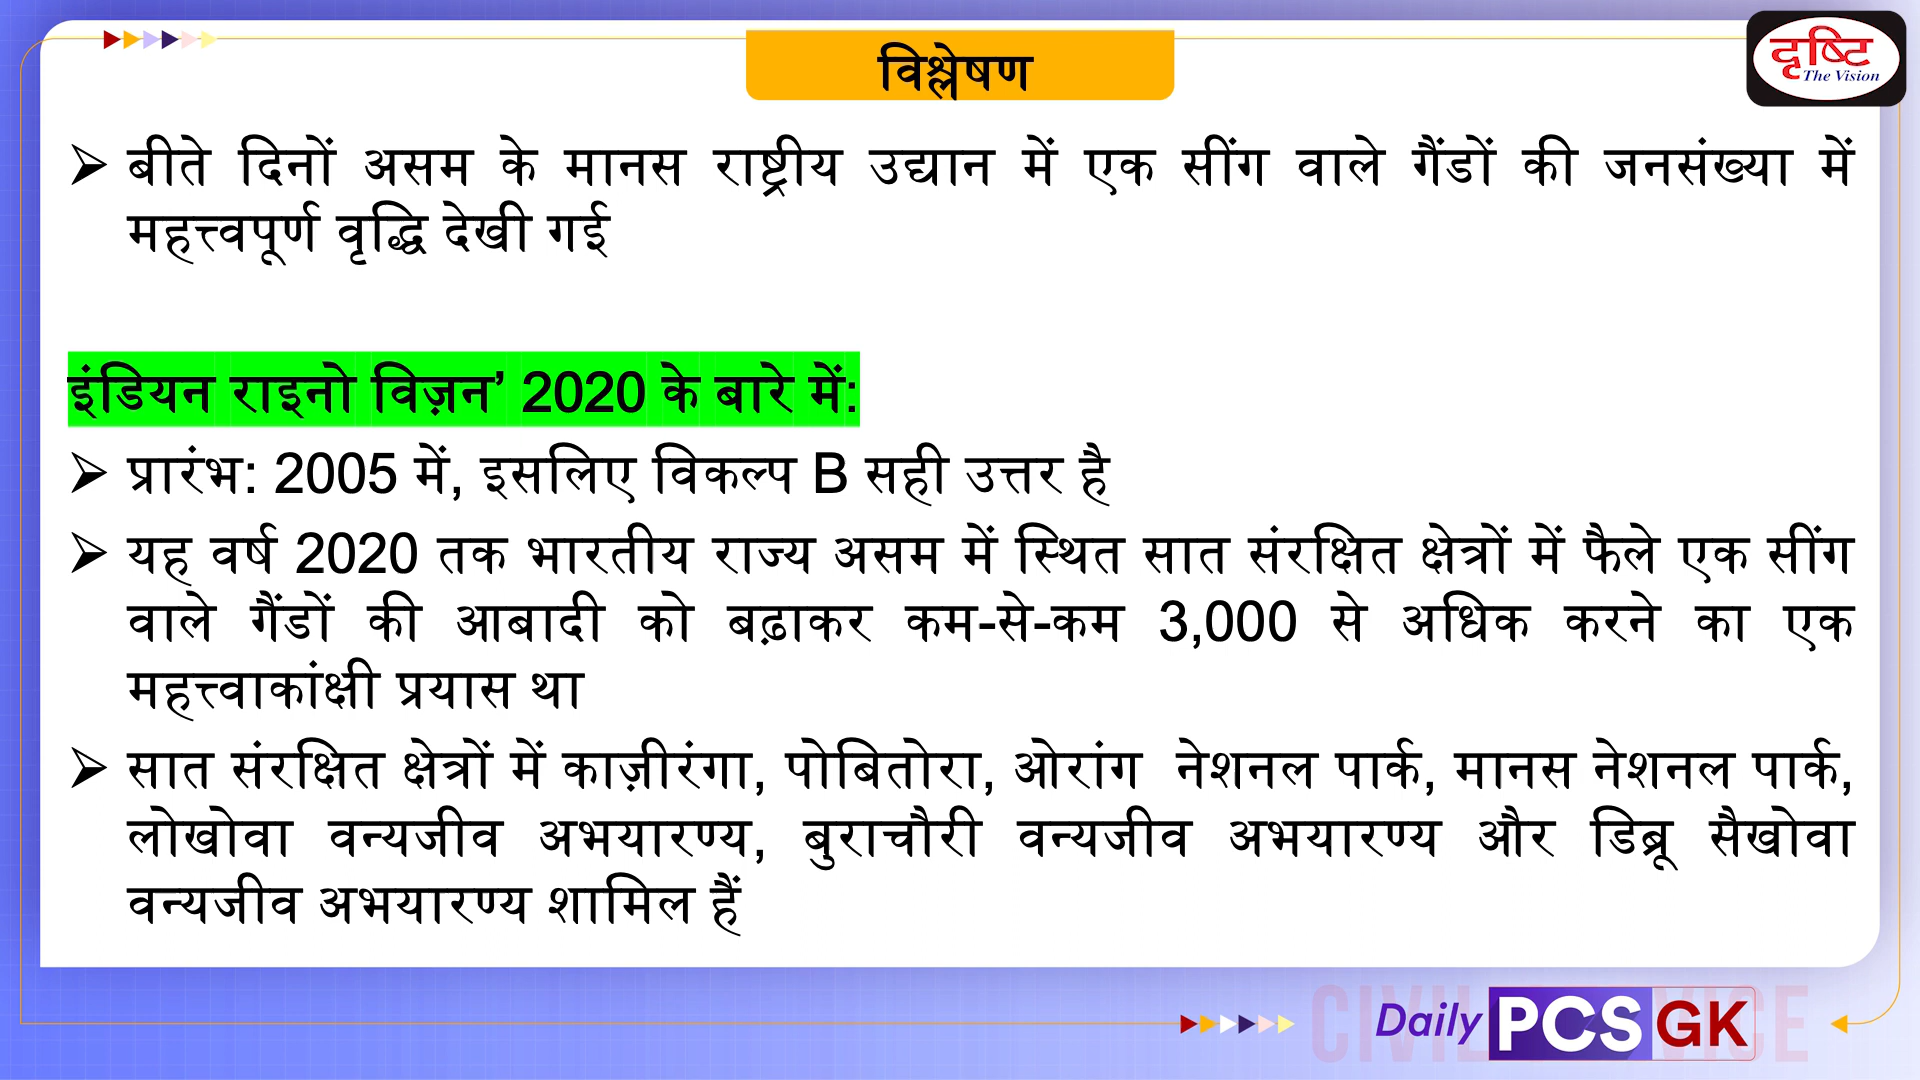 विश्लेषण
दृष्टि
The Vision
➢ बीते दिनों असम के मानस राष्ट्रीय उद्यान में एक सींग वाले गैंडों की जनसंख्या में
महत्त्वपूर्ण वृद्धि देखी गई
इंडियन राइनो विज़न’ 2020 के बारे में:
➢ प्रारंभ: 2005 में, इसलिए विकल्प B सही उत्तर है
➢ यह वर्ष 2020 तक भारतीय राज्य असम में स्थित सात संरक्षित क्षेत्रों में फैले एक सींग
वाले गैंडों की आबादी को बढ़ाकर कम-से-कम 3,000 से अधिक करने का एक
महत्त्वाकांक्षी प्रयास था
➢ सात संरक्षित क्षेत्रों में काज़ीरंगा, पोबितोरा, ओरांग नेशनल पार्क, मानस नेशनल पार्क,
लोखोवा वन्यजीव अभयारण्य, बुराचौरी वन्यजीव अभयारण्य और डिब्रू सैखोवा
वन्यजीव अभयारण्य शामिल हैं
Daily PCS GK